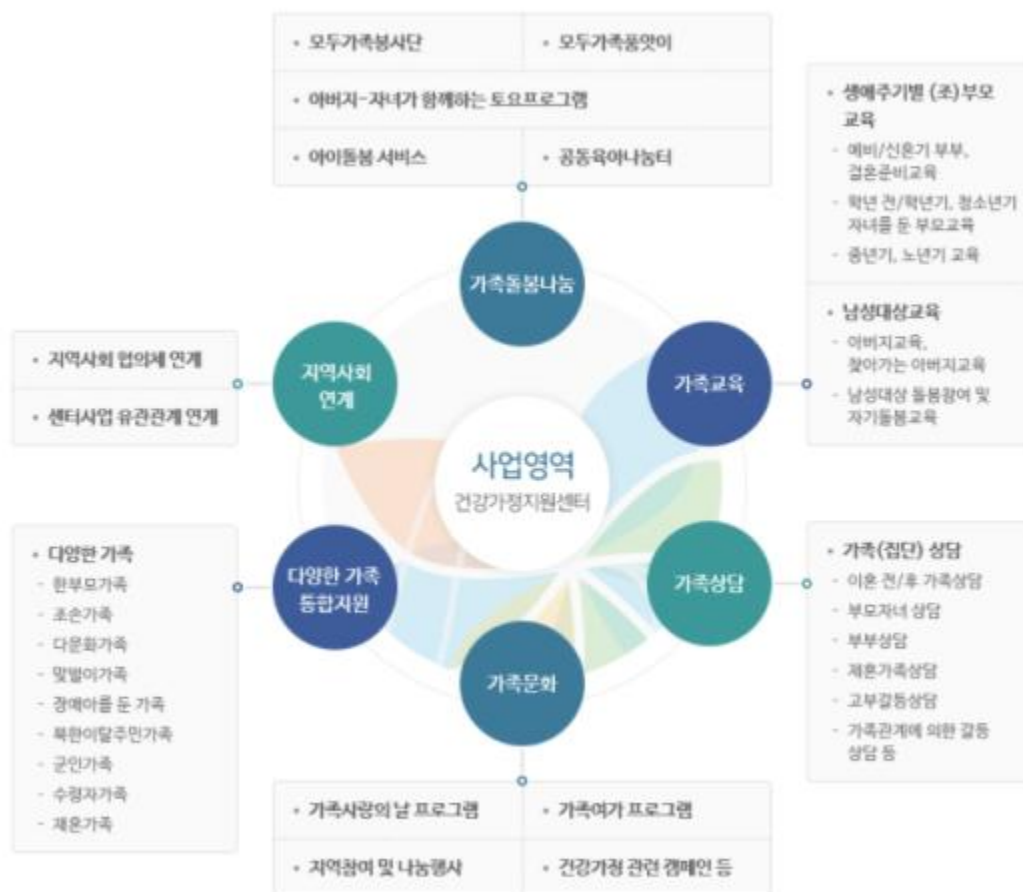 • 모두가족봉사단
• 모두가족품앗이
• 아버지-자녀가 함께하는 토요프로그램
• 아이돌봄 서비스
• 공동육아나눔터
가족돌봄나눔
• 생애주기별 (조)부모
교육
- 예비/신혼기 부부,
결혼준비교육
- 학년 전/학년기, 청소년기
자녀를 둔 부모교육
- 중년기, 노년기 교육
• 남성대상교육
- 아버지교육,
찾아가는 아버지교육
- 남성대상 돌봄참여 및
자기돌봄교육
가족교육
지역사회
연계
• 지역사회 협의체 연계
• 센터사업 유관관계 연계
사업영역
건강가정지원센터
다양한 가족
통합지원
• 다양한 가족
- 한부모가족
- 조손가족
- 다문화가족
- 맞벌이가족
- 장애아를 둔 가족
- 북한이탈주민가족
- 군인가족
- 수형자가족
- 재혼가족
가족상담
• 가족(집단) 상담
- 이혼 전/후 가족상담
- 부모자녀 상담
- 부부상담
- 재혼가족상담
- 고부갈등상담
- 가족관계에 의한 갈등
상담 등
가족문화
• 가족사랑의 날 프로그램
• 가족여가 프로그램
• 지역참여 및 나눔행사
• 건강가정 관련 캠페인 등